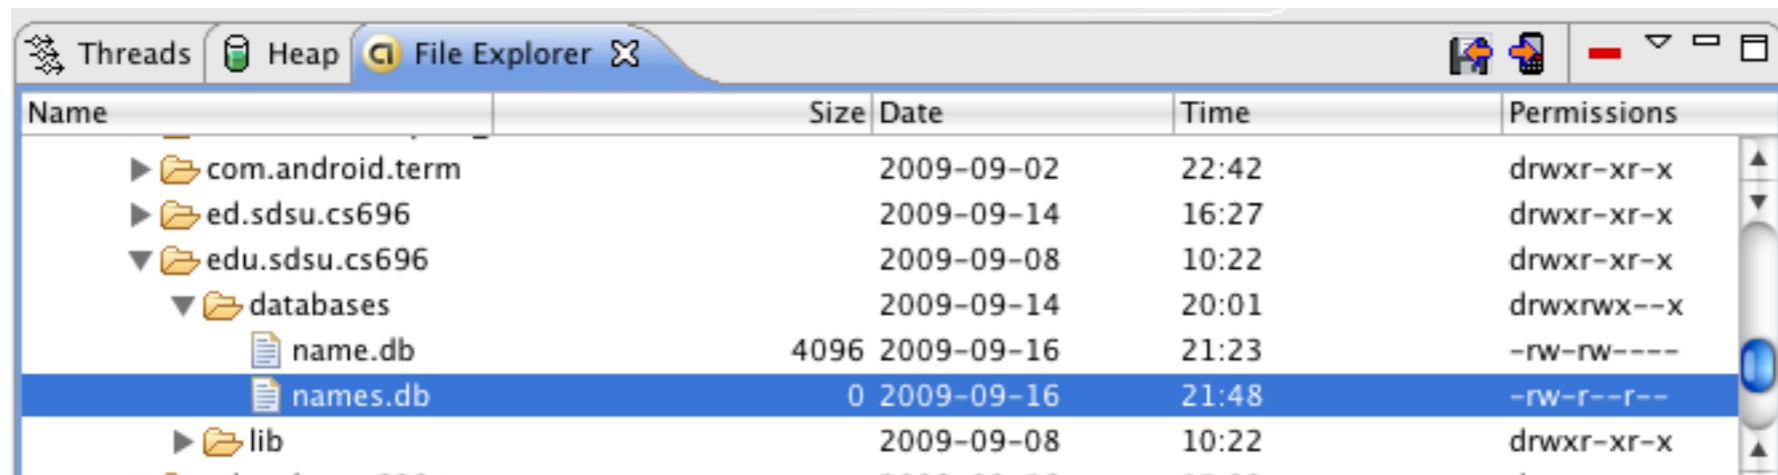 Threads Heap File Explorer
Name Size Date Time Permissions
com.android.term 2009-09-02 22:42 drwxr-xr-x
ed.sdsu.cs696 2009-09-14 16:27 drwxr-xr-x
edu.sdsu.cs696 2009-09-08 10:22 drwxr-xr-x
databases 2009-09-14 20:01 drwxrwx--x
name.db 4096 2009-09-16 21:23 -rw-rw----
names.db 0 2009-09-16 21:48 -rw-r--r--
lib 2009-09-08 10:22 drwxr-xr-x